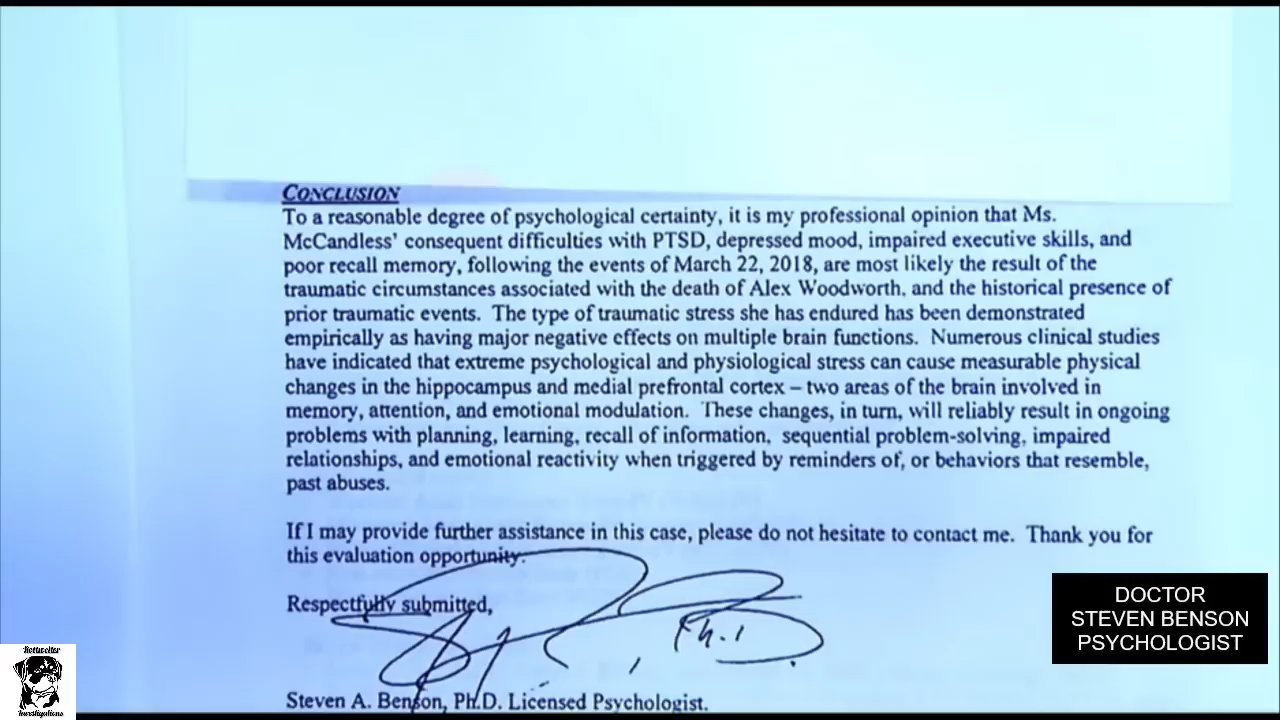 CONCLUSION
To a reasonable degree of psychological certainty, it is my professional opinion that Ms.
McCandless' consequent difficulties with PTSD, depressed mood, impaired executive skills, and
poor recall memory, following the events of March 22, 2018, are most likely the result of the
traumatic circumstances associated with the death of Alex Woodworth, and the historical presence of
prior traumatic events. The type of traumatic stress she has endured has been demonstrated
empirically as having major negative effects on multiple brain functions. Numerous clinical studies
have indicated that extreme psychological and physiological stress can cause measurable physical
changes in the hippocampus and medial prefrontal cortex – two areas of the brain involved in
memory, attention, and emotional modulation. These changes, in turn, will reliably result in ongoing
problems with planning, learning, recall of information, sequential problem-solving, impaired
relationships, and emotional reactivity when triggered by reminders of, or behaviors that resemble,
past abuses.
If I may provide further assistance in this case, please do not hesitate to contact me. Thank you for
this evaluation opportunity.
Respectfully submitted,
Ph.D.
Steven A. Benson, Ph.D. Licensed Psychologist.
DOCTOR
STEVEN BENSON
PSYCHOLOGIST
Rottweiler
Investigations